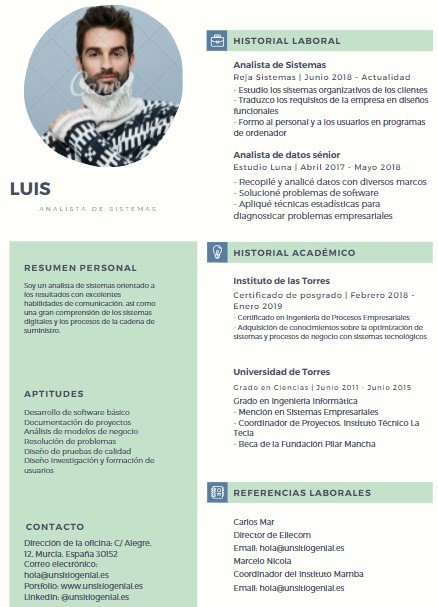 Canva
LUIS
ANALISTA DE SISTEMAS
RESUMEN PERSONAL
Soy un analista de sistemas orientado a
los resultados con excelentes
habilidades de comunicación, así como
una gran comprensión de los sistemas
digitales y los procesos de la cadena de
suministro.
APTITUDES
Desarrollo de software básico
Documentación de proyectos
Análisis de modelos de negocio
Resolución de problemas
Diseño de pruebas de calidad
Diseño investigación y formación de
usuarios
CONTACTO
Dirección de la oficina: C/ Alegre,
12, Murcia, España 30152
Correo electrónico:
hola@unsitiogenial.es
Portfolio: www.unsitiogenial.es
LinkedIn: @unsitiogenial.es
HISTORIAL LABORAL
Analista de Sistemas
Reja Sistemas | Junio 2018 - Actualidad
- Estudio los sistemas organizativos de los clientes
- Traduzco los requisitos de la empresa en diseños
funcionales
- Formo al personal y a los usuarios en programas
de ordenador
Analista de datos sénior
Estudio Luna | Abril 2017 - Mayo 2018
- Recopilé y analicé datos con diversos marcos
- Solucioné problemas de software
- Apliqué técnicas estadísticas para
diagnosticar problemas empresariales
HISTORIAL ACADÉMICO
Instituto de las Torres
Certificado de posgrado | Febrero 2018 -
Enero 2019
- Certificado en Ingeniería de Procesos Empresariales
- Adquisición de conocimientos sobre la optimización de
sistemas y procesos de negocio con sistemas tecnológicos
Universidad de Torres
Grado en Ciencias | Junio 2011 - Junio 2015
Grado en Ingeniería Informática
- Mención en Sistemas Empresariales
- Coordinador de Proyectos, Instituto Técnico La
Tecla
- Beca de la Fundación Pilar Mancha
REFERENCIAS LABORALES
Carlos Mar
Director de Ellecom
Email: hola@unsitiogenial.es
Marcelo Nicola
Coordinador del Instituto Mamba
Email: hola@unsitiogenial.es